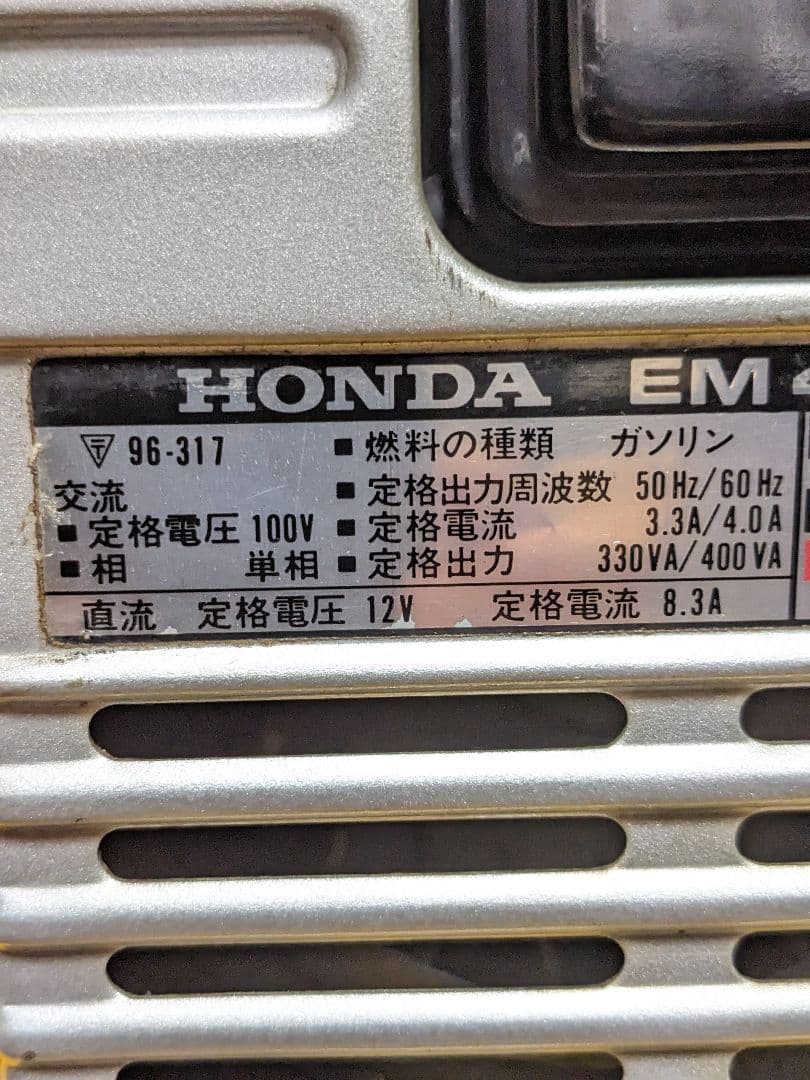 HONDA EM 4
〒 96-317 ■ 燃料の種類 ガソリン
交流 ■ 定格出力周波数 50Hz/60Hz
■ 定格電圧 100V ■ 定格電流 3.3A/4.0A
■ 相 単相 ■ 定格出力 330VA/400VA
直流 定格電圧 12V 定格電流 8.3A